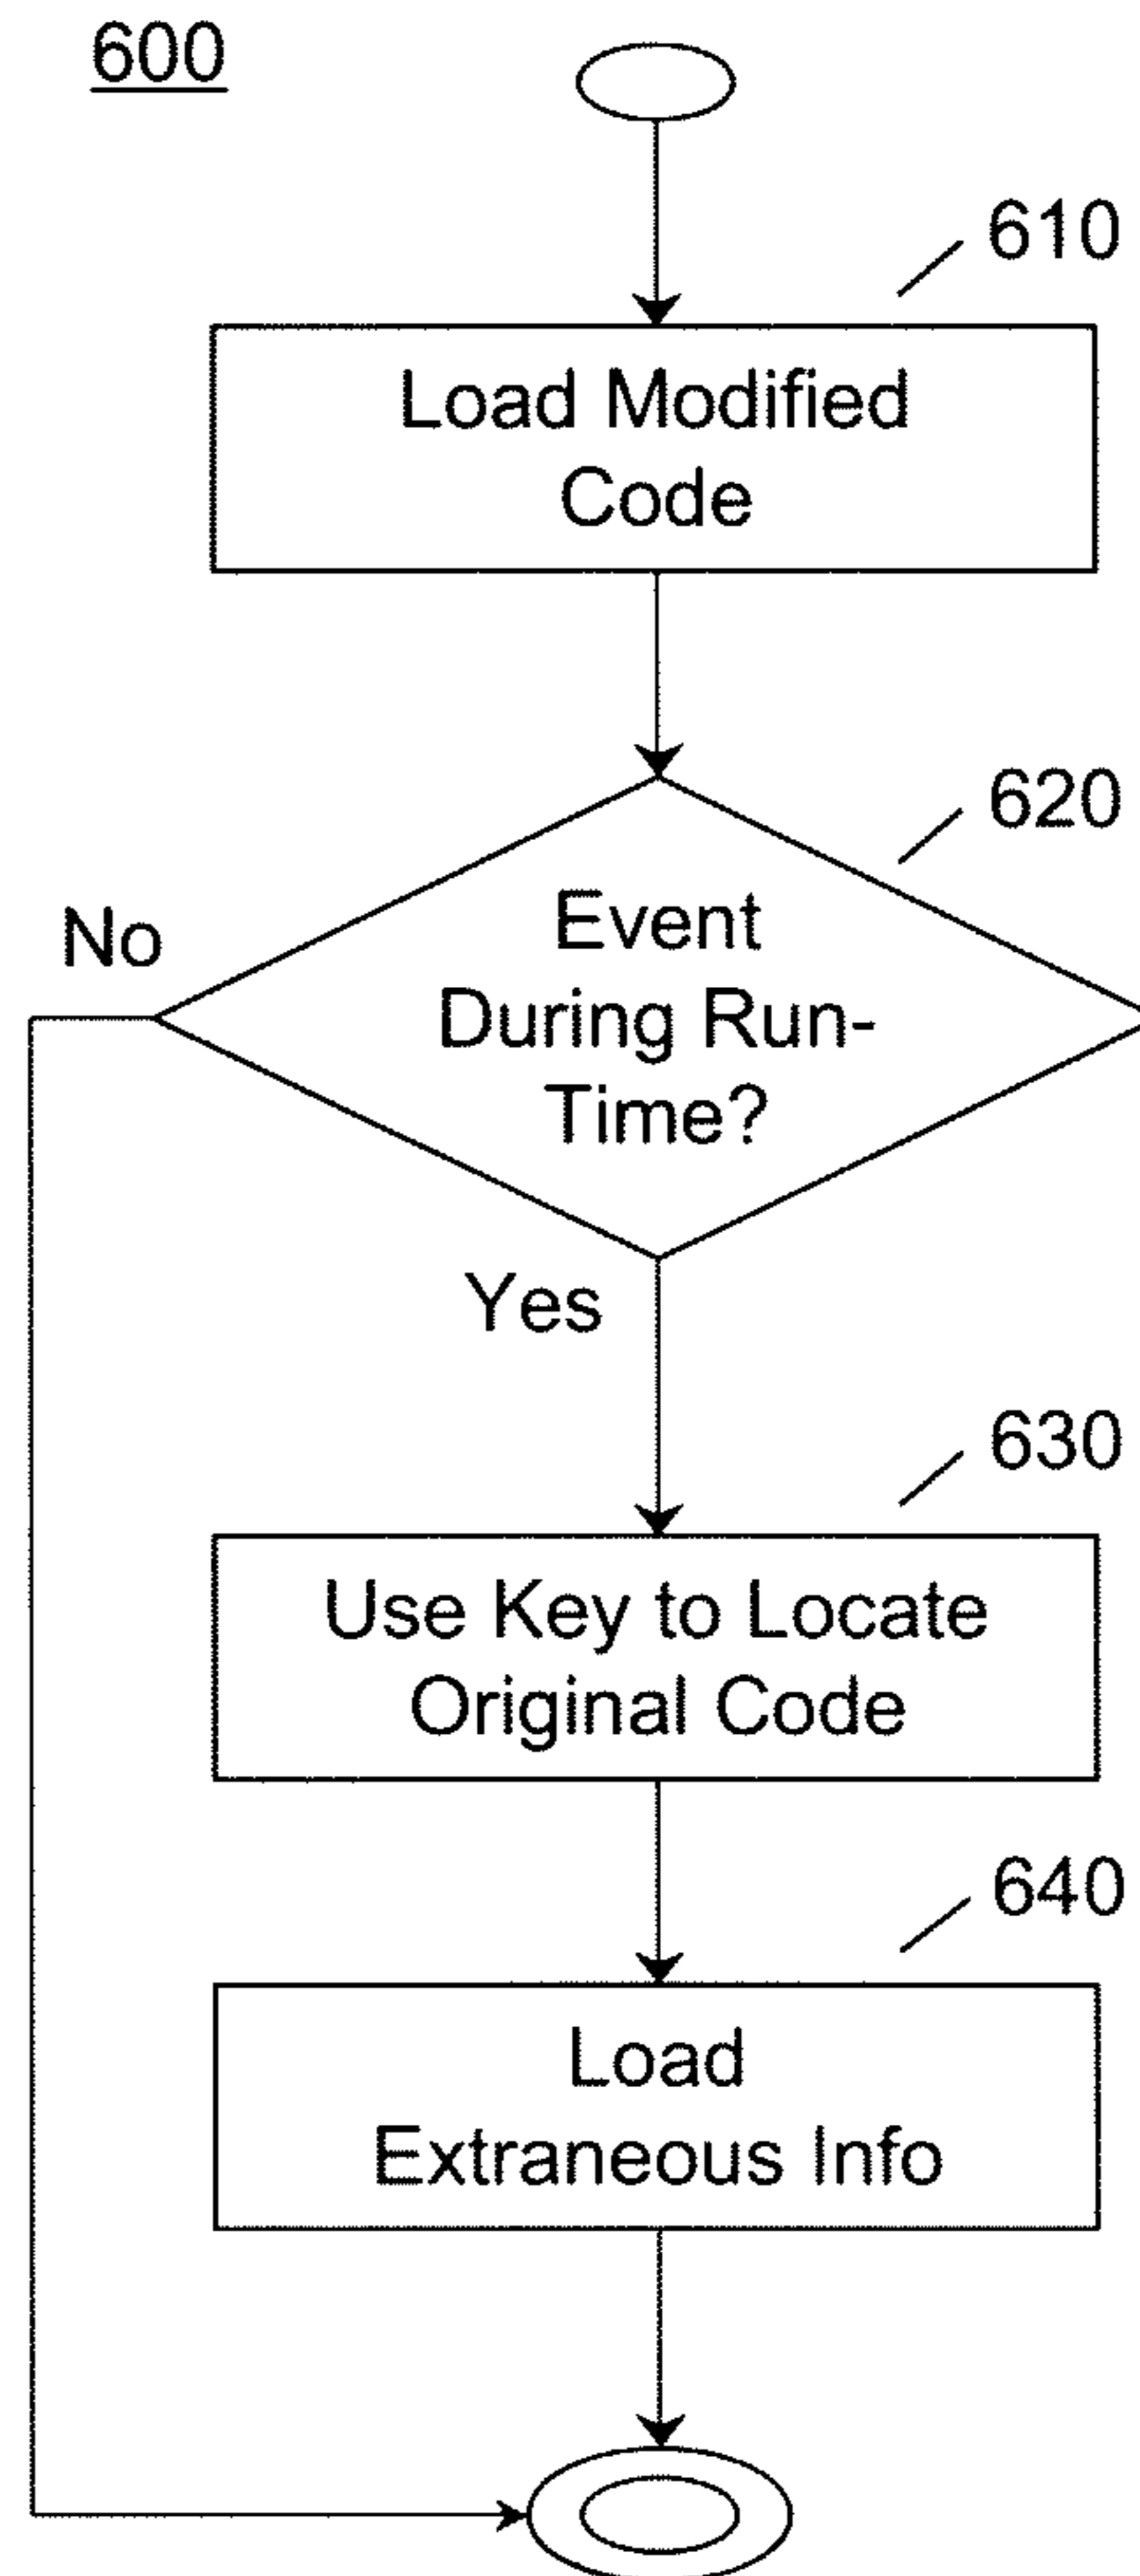 600
610
Load Modified
Code
620
No
Event
During Run-
Time?
Yes
630
Use Key to Locate
Original Code
640
Load
Extraneous Info